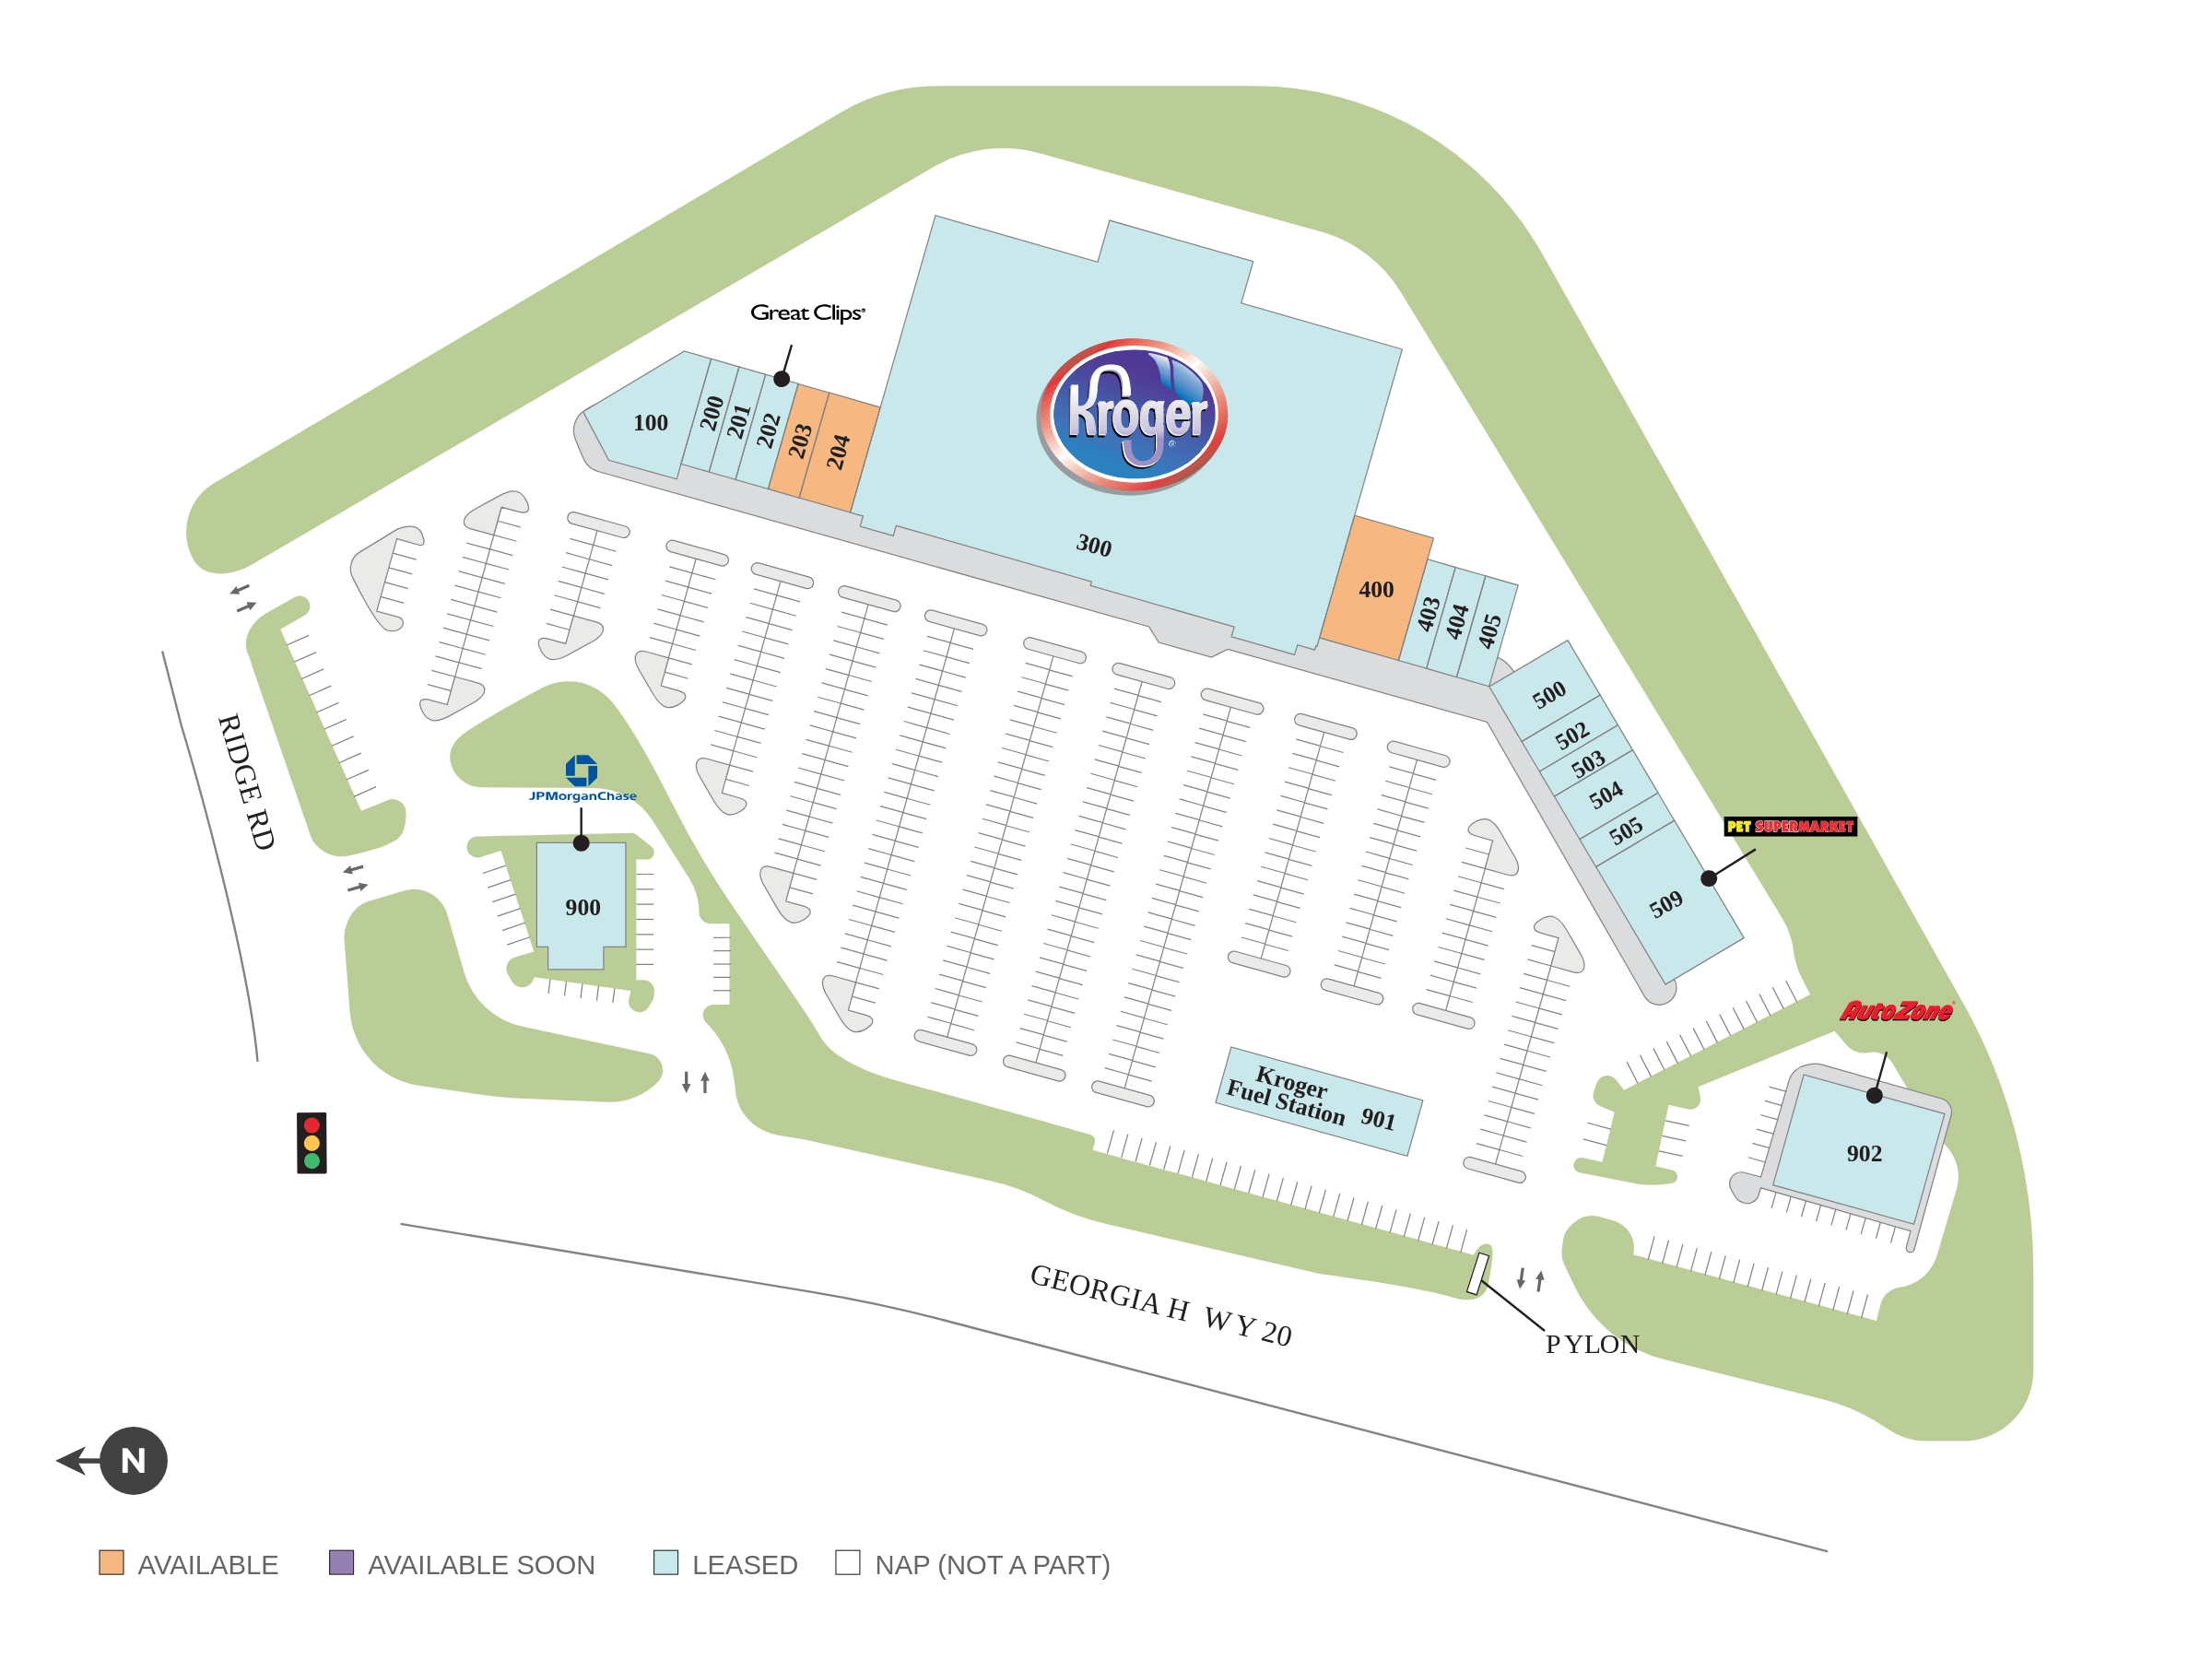 Great Clips®
Kroger®
100
200
201
202
203
204
300
400
403
404
405
500
502
503
504
505
509
PET SUPERMARKET
RIDGE RD
JPMorganChase
900
AutoZone
902
Kroger
Fuel Station 901
GEORGIA H WY 20
PYLON
N
AVAILABLE
AVAILABLE SOON
LEASED
NAP (NOT A PART)